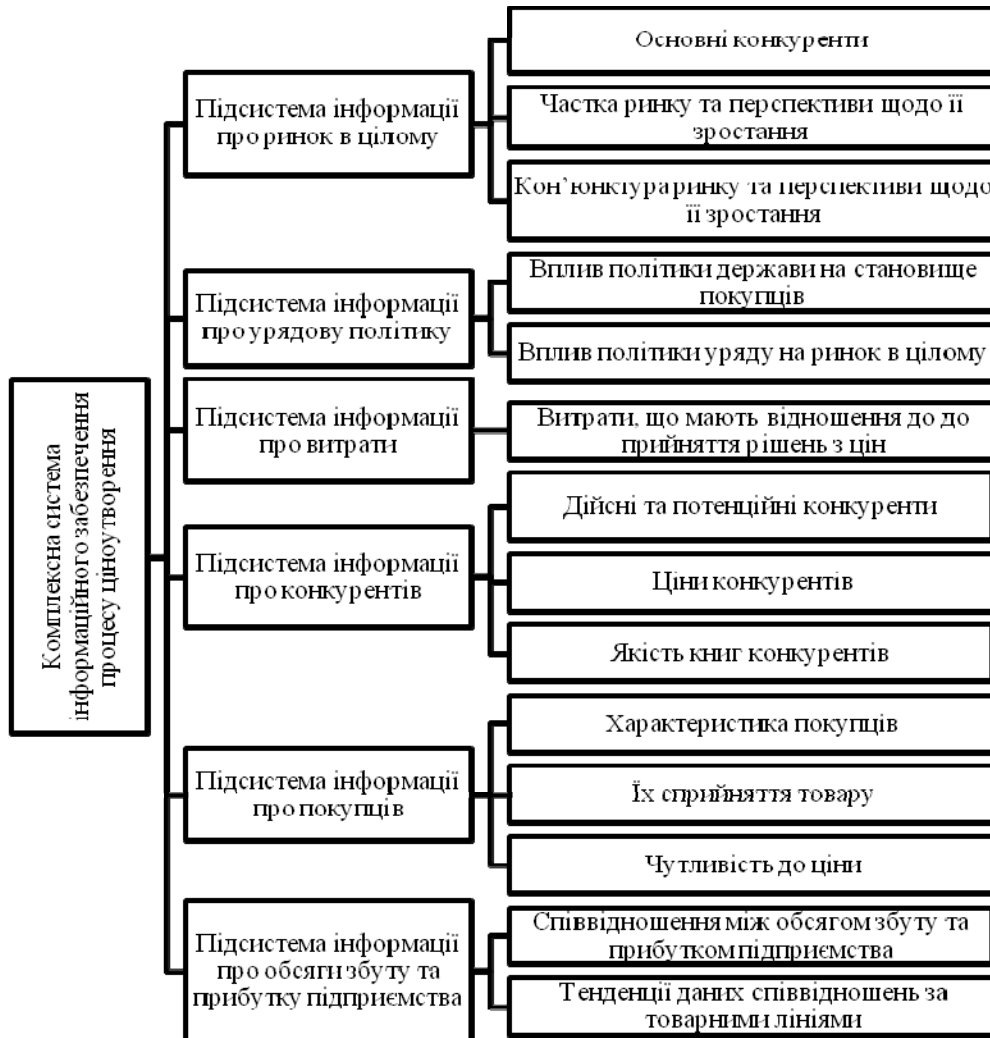 Комплексна система
інформаційного забезпечення
процесу ціноутворення
Підсистема інформації
про ринок в цілому
Основні конкуренти
Частка ринку та перспективи щодо її
зростання
Кон’юнктура ринку та перспективи щодо
її зростання
Підсистема інформації
про урядову політику
Вплив політики держави на становище
покупців
Вплив політики уряду на ринок в цілому
Підсистема інформації
про витрати
Витрати, що мають відношення до до
прийняття рішень з цін
Підсистема інформації
про конкурентів
Дійсні та потенційні конкуренти
Ціни конкурентів
Якість книг конкурентів
Підсистема інформації
про покупців
Характеристика покупців
Їх сприйняття товару
Чутливість до ціни
Підсистема інформації
про обсяги збуту та
прибутку підприємства
Співвідношення між обсягом збуту та
прибутком підприємства
Тенденції даних співвідношень за
товарними лініями